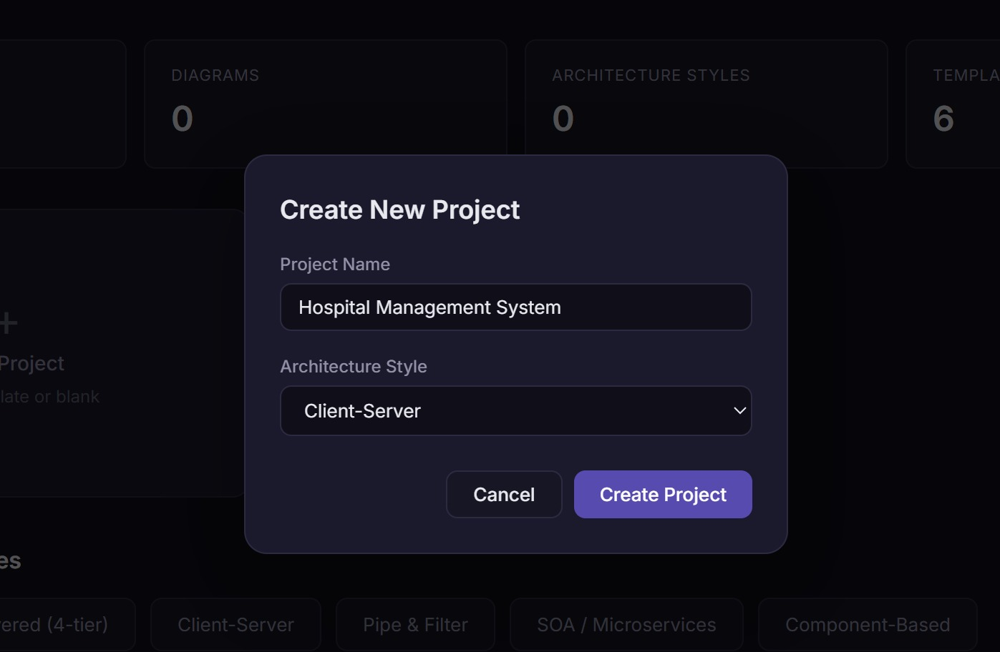 DIAGRAMS
0
ARCHITECTURE STYLES
0
TEMPLA
6
Create New Project
Project Name
Hospital Management System
Architecture Style
Client-Server
Cancel
Create Project
+
Project
late or blank
es
ered (4-tier)
Client-Server
Pipe & Filter
SOA / Microservices
Component-Based